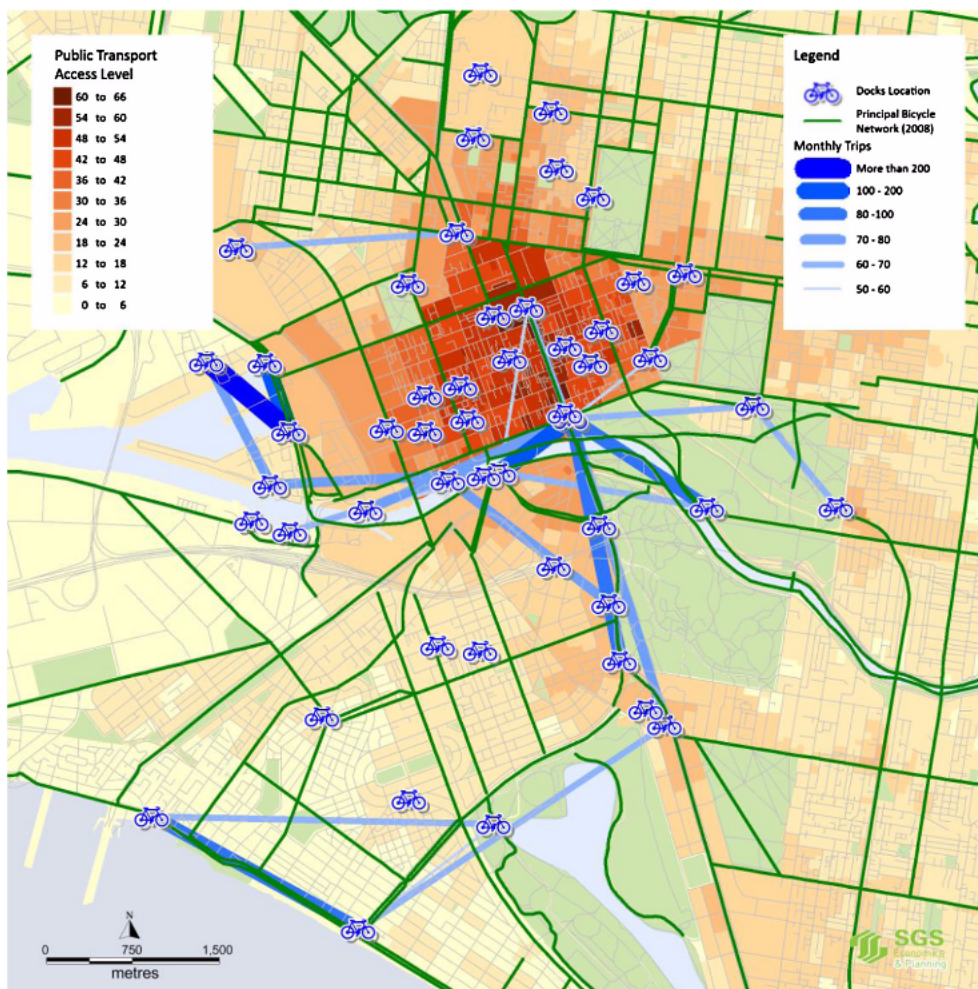 Public Transport
Access Level
60 to 66
54 to 60
48 to 54
42 to 48
36 to 42
30 to 36
24 to 30
18 to 24
12 to 18
6 to 12
0 to 6
Legend
Docks Location
Principal Bicycle
Network (2008)
Monthly Trips
More than 200
100 - 200
80 -100
70 - 80
60 - 70
50 - 60
N
0 750 1,500
metres
SGS
Economics
& Planning